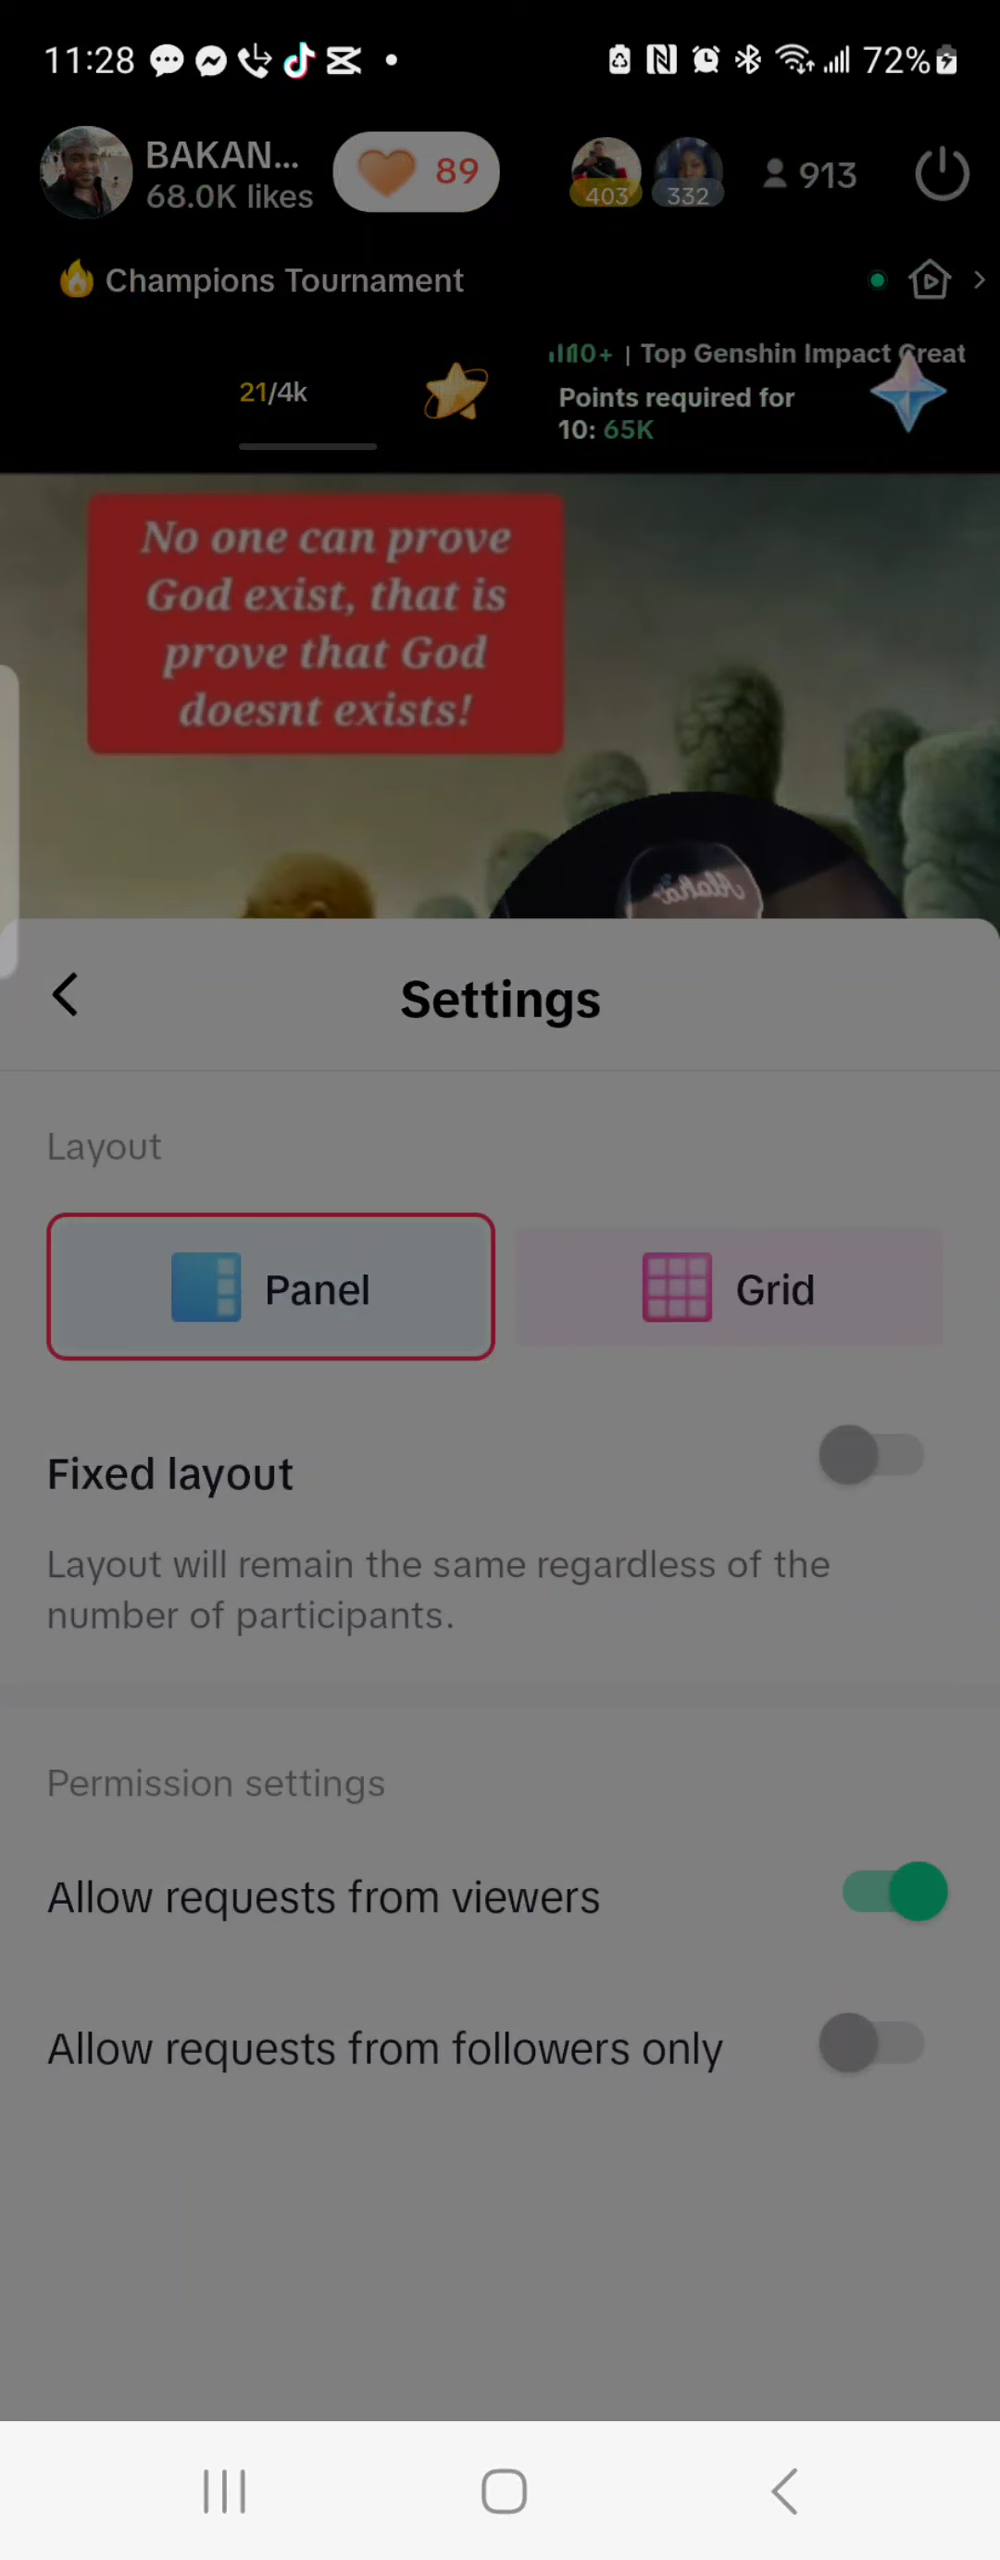 11:28
72%
BAKAN...
68.0K likes
89
403
332
913
🔥 Champions Tournament
21/4k
10+ | Top Genshin Impact Creat
Points required for
10: 65K
No one can prove
God exist, that is
prove that God
doesnt exists!
Aloha
Settings
Layout
Panel
Grid
Fixed layout
Layout will remain the same regardless of the
number of participants.
Permission settings
Allow requests from viewers
Allow requests from followers only